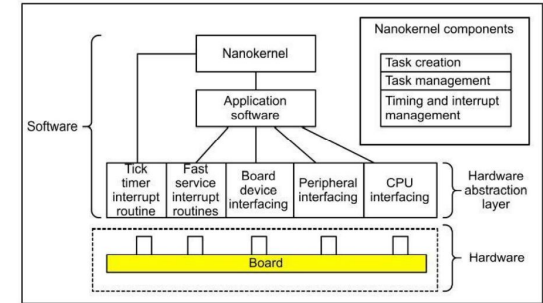 Nanokernel components
Task creation
Task management
Timing and interrupt
management
Nanokernel
Application
software
Software
Tick
timer
interrupt
routine
Fast
service
interrupt
routines
Board
device
interfacing
Peripheral
interfacing
CPU
interfacing
Hardware
abstraction
layer
Board
Hardware